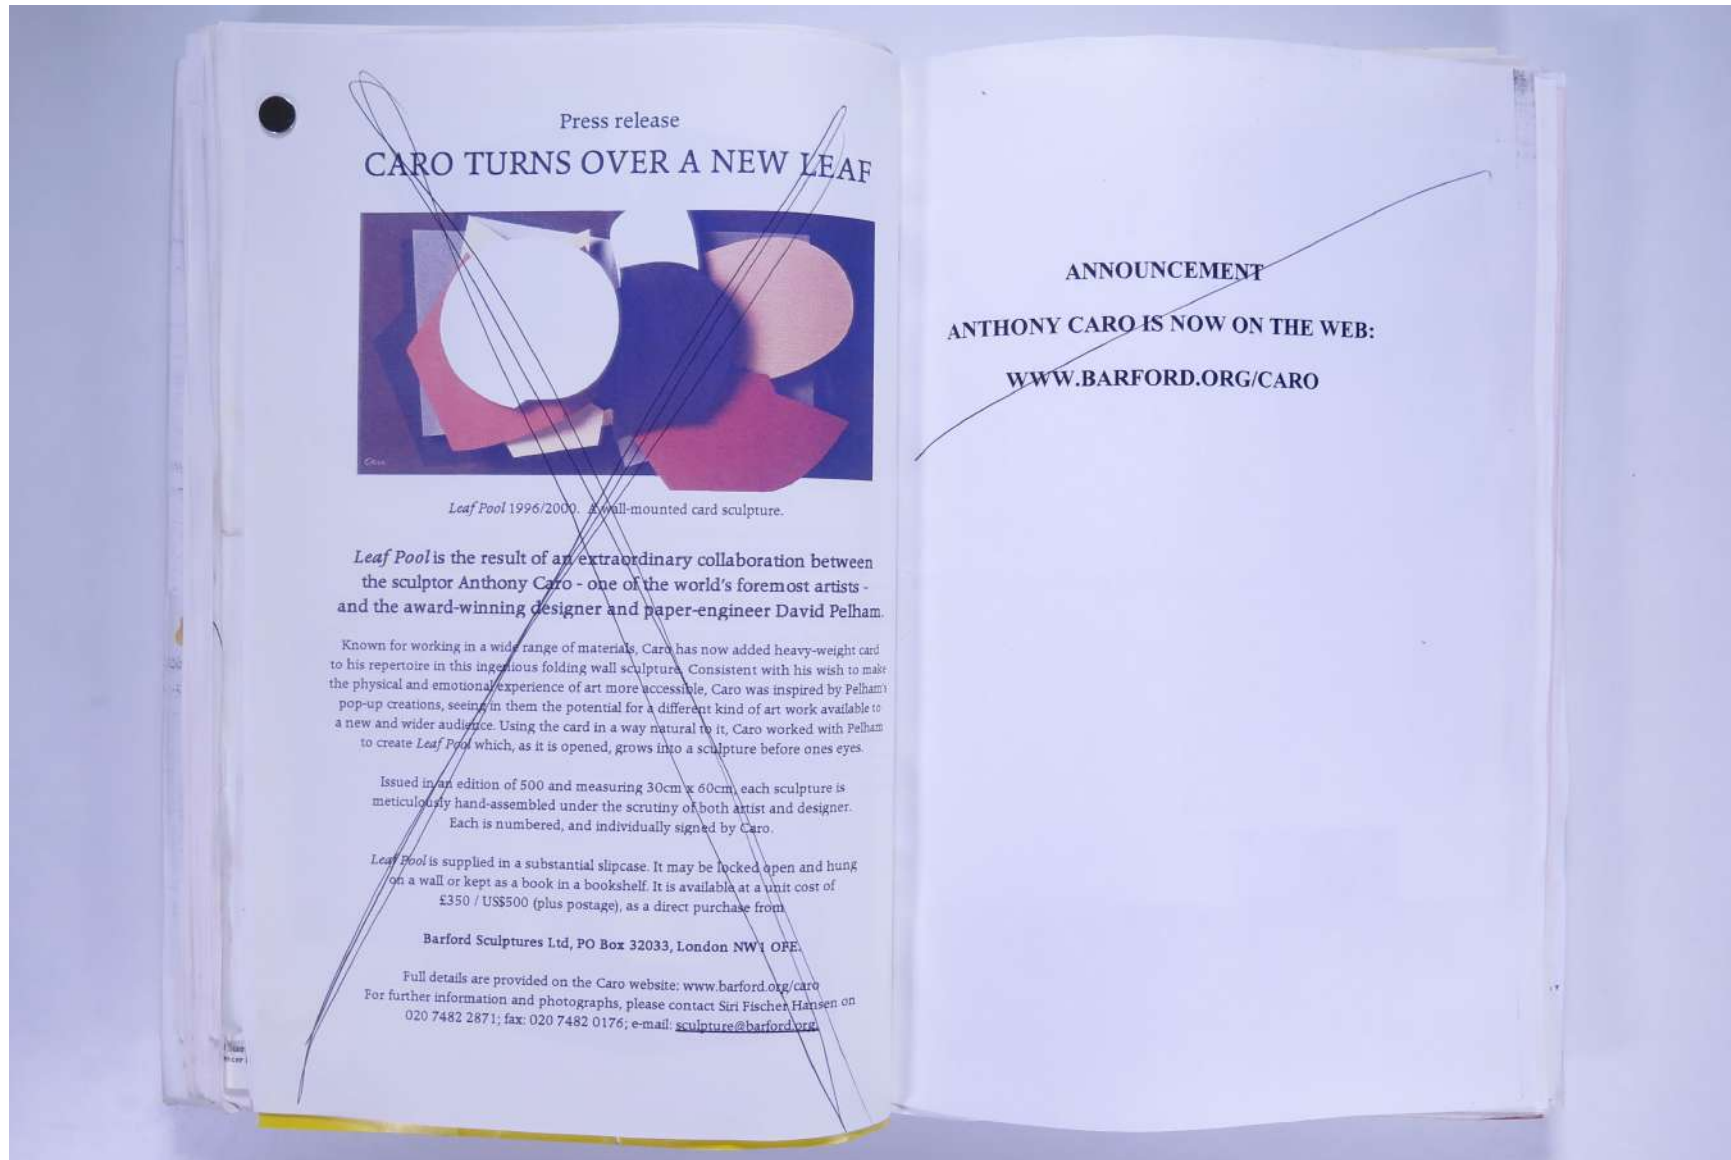 Press release
CARO TURNS OVER A NEW LEAF
Caro
Leaf Pool 1996/2000. A wall-mounted card sculpture.
Leaf Pool is the result of an extraordinary collaboration between
the sculptor Anthony Caro - one of the world's foremost artists -
and the award-winning designer and paper-engineer David Pelham.
Known for working in a wide range of materials, Caro has now added heavy-weight card
to his repertoire in this ingenious folding wall sculpture. Consistent with his wish to make
the physical and emotional experience of art more accessible, Caro was inspired by Pelham's
pop-up creations, seeing in them the potential for a different kind of art work available to
a new and wider audience. Using the card in a way natural to it, Caro worked with Pelham
to create Leaf Pool which, as it is opened, grows into a sculpture before ones eyes.
Issued in an edition of 500 and measuring 30cm x 60cm, each sculpture is
meticulously hand-assembled under the scrutiny of both artist and designer.
Each is numbered, and individually signed by Caro.
Leaf Pool is supplied in a substantial slipcase. It may be locked open and hung
on a wall or kept as a book in a bookshelf. It is available at a unit cost of
£350 / US$500 (plus postage), as a direct purchase from
Barford Sculptures Ltd, PO Box 32033, London NW1 OFE.
Full details are provided on the Caro website: www.barford.org/caro
For further information and photographs, please contact Siri Fischer Hansen on
020 7482 2871; fax: 020 7482 0176; e-mail: sculpture@barford.org.
ANNOUNCEMENT
ANTHONY CARO IS NOW ON THE WEB:
WWW.BARFORD.ORG/CARO